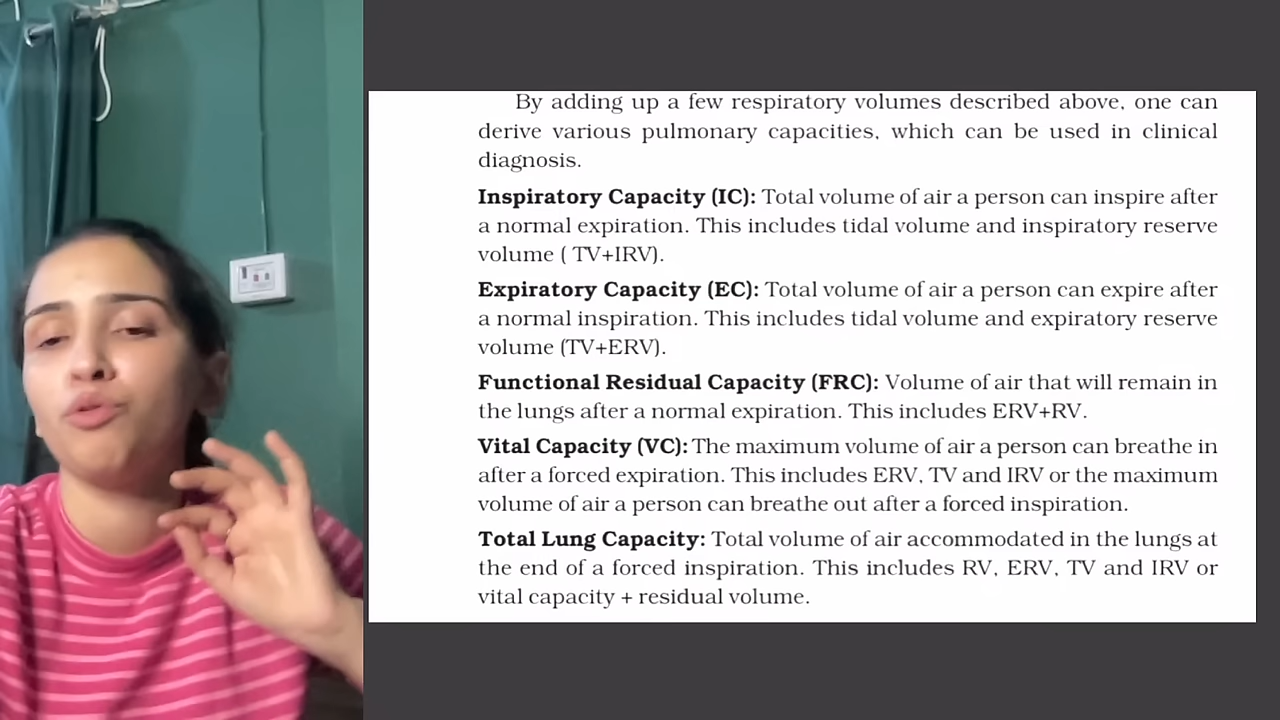 By adding up a few respiratory volumes described above, one can
derive various pulmonary capacities, which can be used in clinical
diagnosis.
Inspiratory Capacity (IC): Total volume of air a person can inspire after
a normal expiration. This includes tidal volume and inspiratory reserve
volume ( TV+IRV).
Expiratory Capacity (EC): Total volume of air a person can expire after
a normal inspiration. This includes tidal volume and expiratory reserve
volume (TV+ERV).
Functional Residual Capacity (FRC): Volume of air that will remain in
the lungs after a normal expiration. This includes ERV+RV.
Vital Capacity (VC): The maximum volume of air a person can breathe in
after a forced expiration. This includes ERV, TV and IRV or the maximum
volume of air a person can breathe out after a forced inspiration.
Total Lung Capacity: Total volume of air accommodated in the lungs at
the end of a forced inspiration. This includes RV, ERV, TV and IRV or
vital capacity + residual volume.